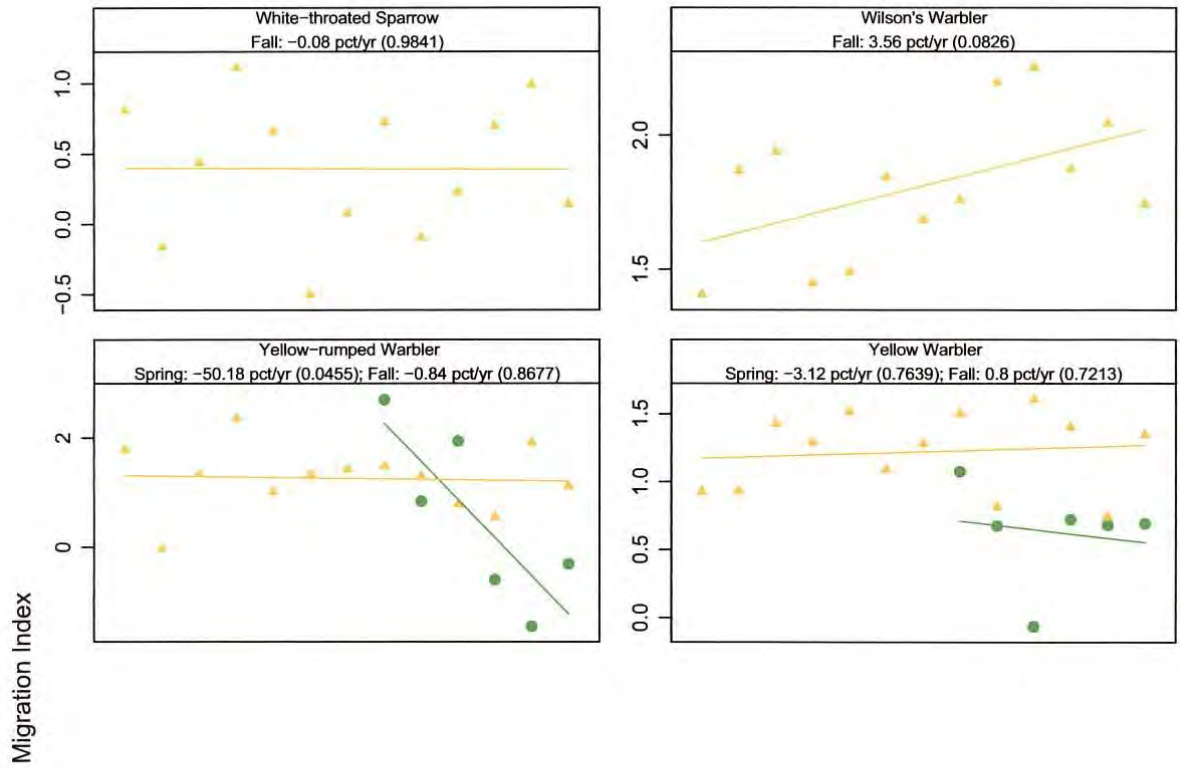 White−throated Sparrow
Fall: −0.08 pct/yr (0.9841)
1.0
0.5
0.0
−0.5
Wilson's Warbler
Fall: 3.56 pct/yr (0.0826)
2.0
1.5
Yellow−rumped Warbler
Spring: −50.18 pct/yr (0.0455); Fall: −0.84 pct/yr (0.8677)
2
0
Yellow Warbler
Spring: −3.12 pct/yr (0.7639); Fall: 0.8 pct/yr (0.7213)
1.5
1.0
0.5
0.0
Migration Index